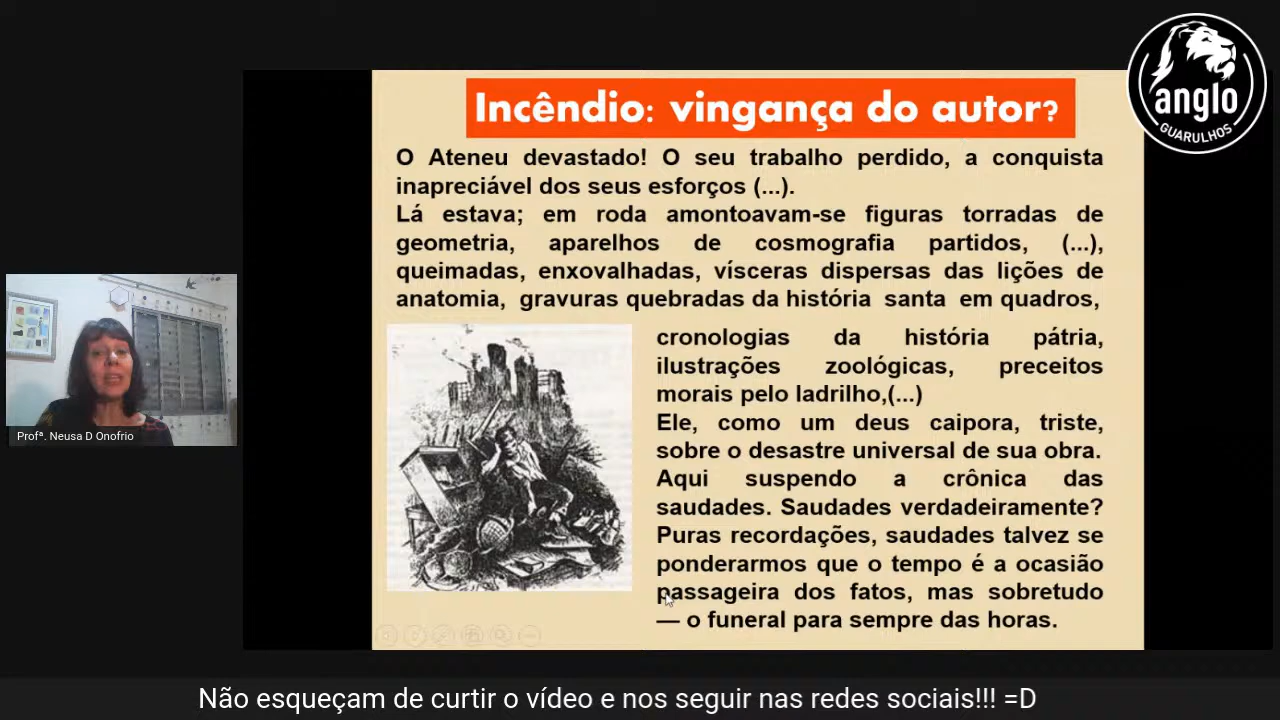 anglo
GUARULHOS
Incêndio: vingança do autor?
O Ateneu devastado! O seu trabalho perdido, a conquista
inapreciável dos seus esforços (...).
Lá estava; em roda amontoavam-se figuras torradas de
geometria, aparelhos de cosmografia partidos, (...),
queimadas, enxovalhadas, vísceras dispersas das lições de
anatomia, gravuras quebradas da história santa em quadros,
cronologias da história pátria,
ilustrações zoológicas, preceitos
morais pelo ladrilho,(...)
Ele, como um deus caipora, triste,
sobre o desastre universal de sua obra.
Aqui suspendo a crônica das
saudades. Saudades verdadeiramente?
Puras recordações, saudades talvez se
ponderarmos que o tempo é a ocasião
passageira dos fatos, mas sobretudo
— o funeral para sempre das horas.
Profª. Neusa D Onofrio
Não esqueçam de curtir o vídeo e nos seguir nas redes sociais!!! =D